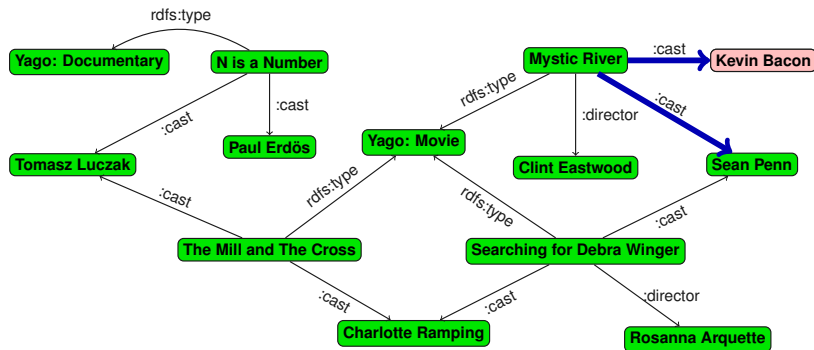 rdfs:type
Yago: Documentary
N is a Number
Mystic River
:cast
Kevin Bacon
:cast
:cast
rdfs:type
:director
:cast
Paul Erdös
Yago: Movie
Tomasz Luczak
Clint Eastwood
Sean Penn
:cast
rdfs:type
rdfs:type
:cast
The Mill and The Cross
Searching for Debra Winger
:cast
:cast
:director
Charlotte Ramping
Rosanna Arquette